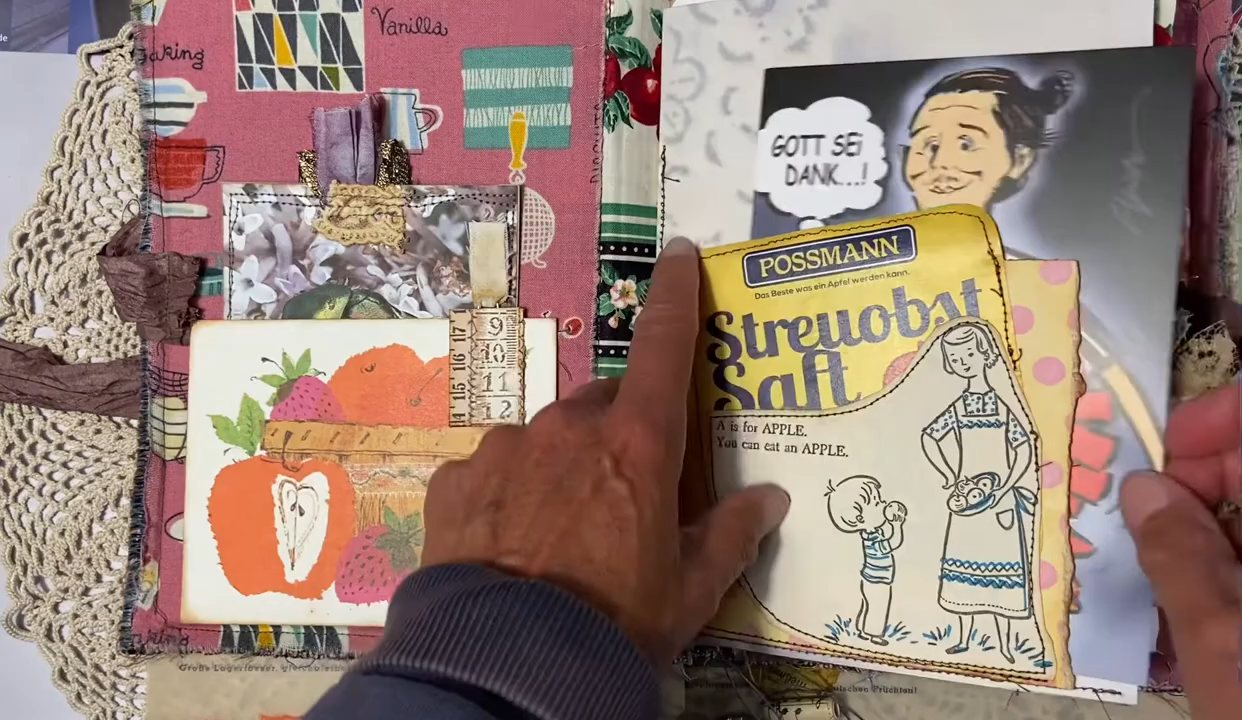 Vanilla
Baking
GOTT SEI
DANK...!
POSSMANN
Das Beste was ein Apfel werden kann.
Streuobst
Saft
9
10
11
12
17
16
15
14
A is for APPLE.
You can eat an APPLE.